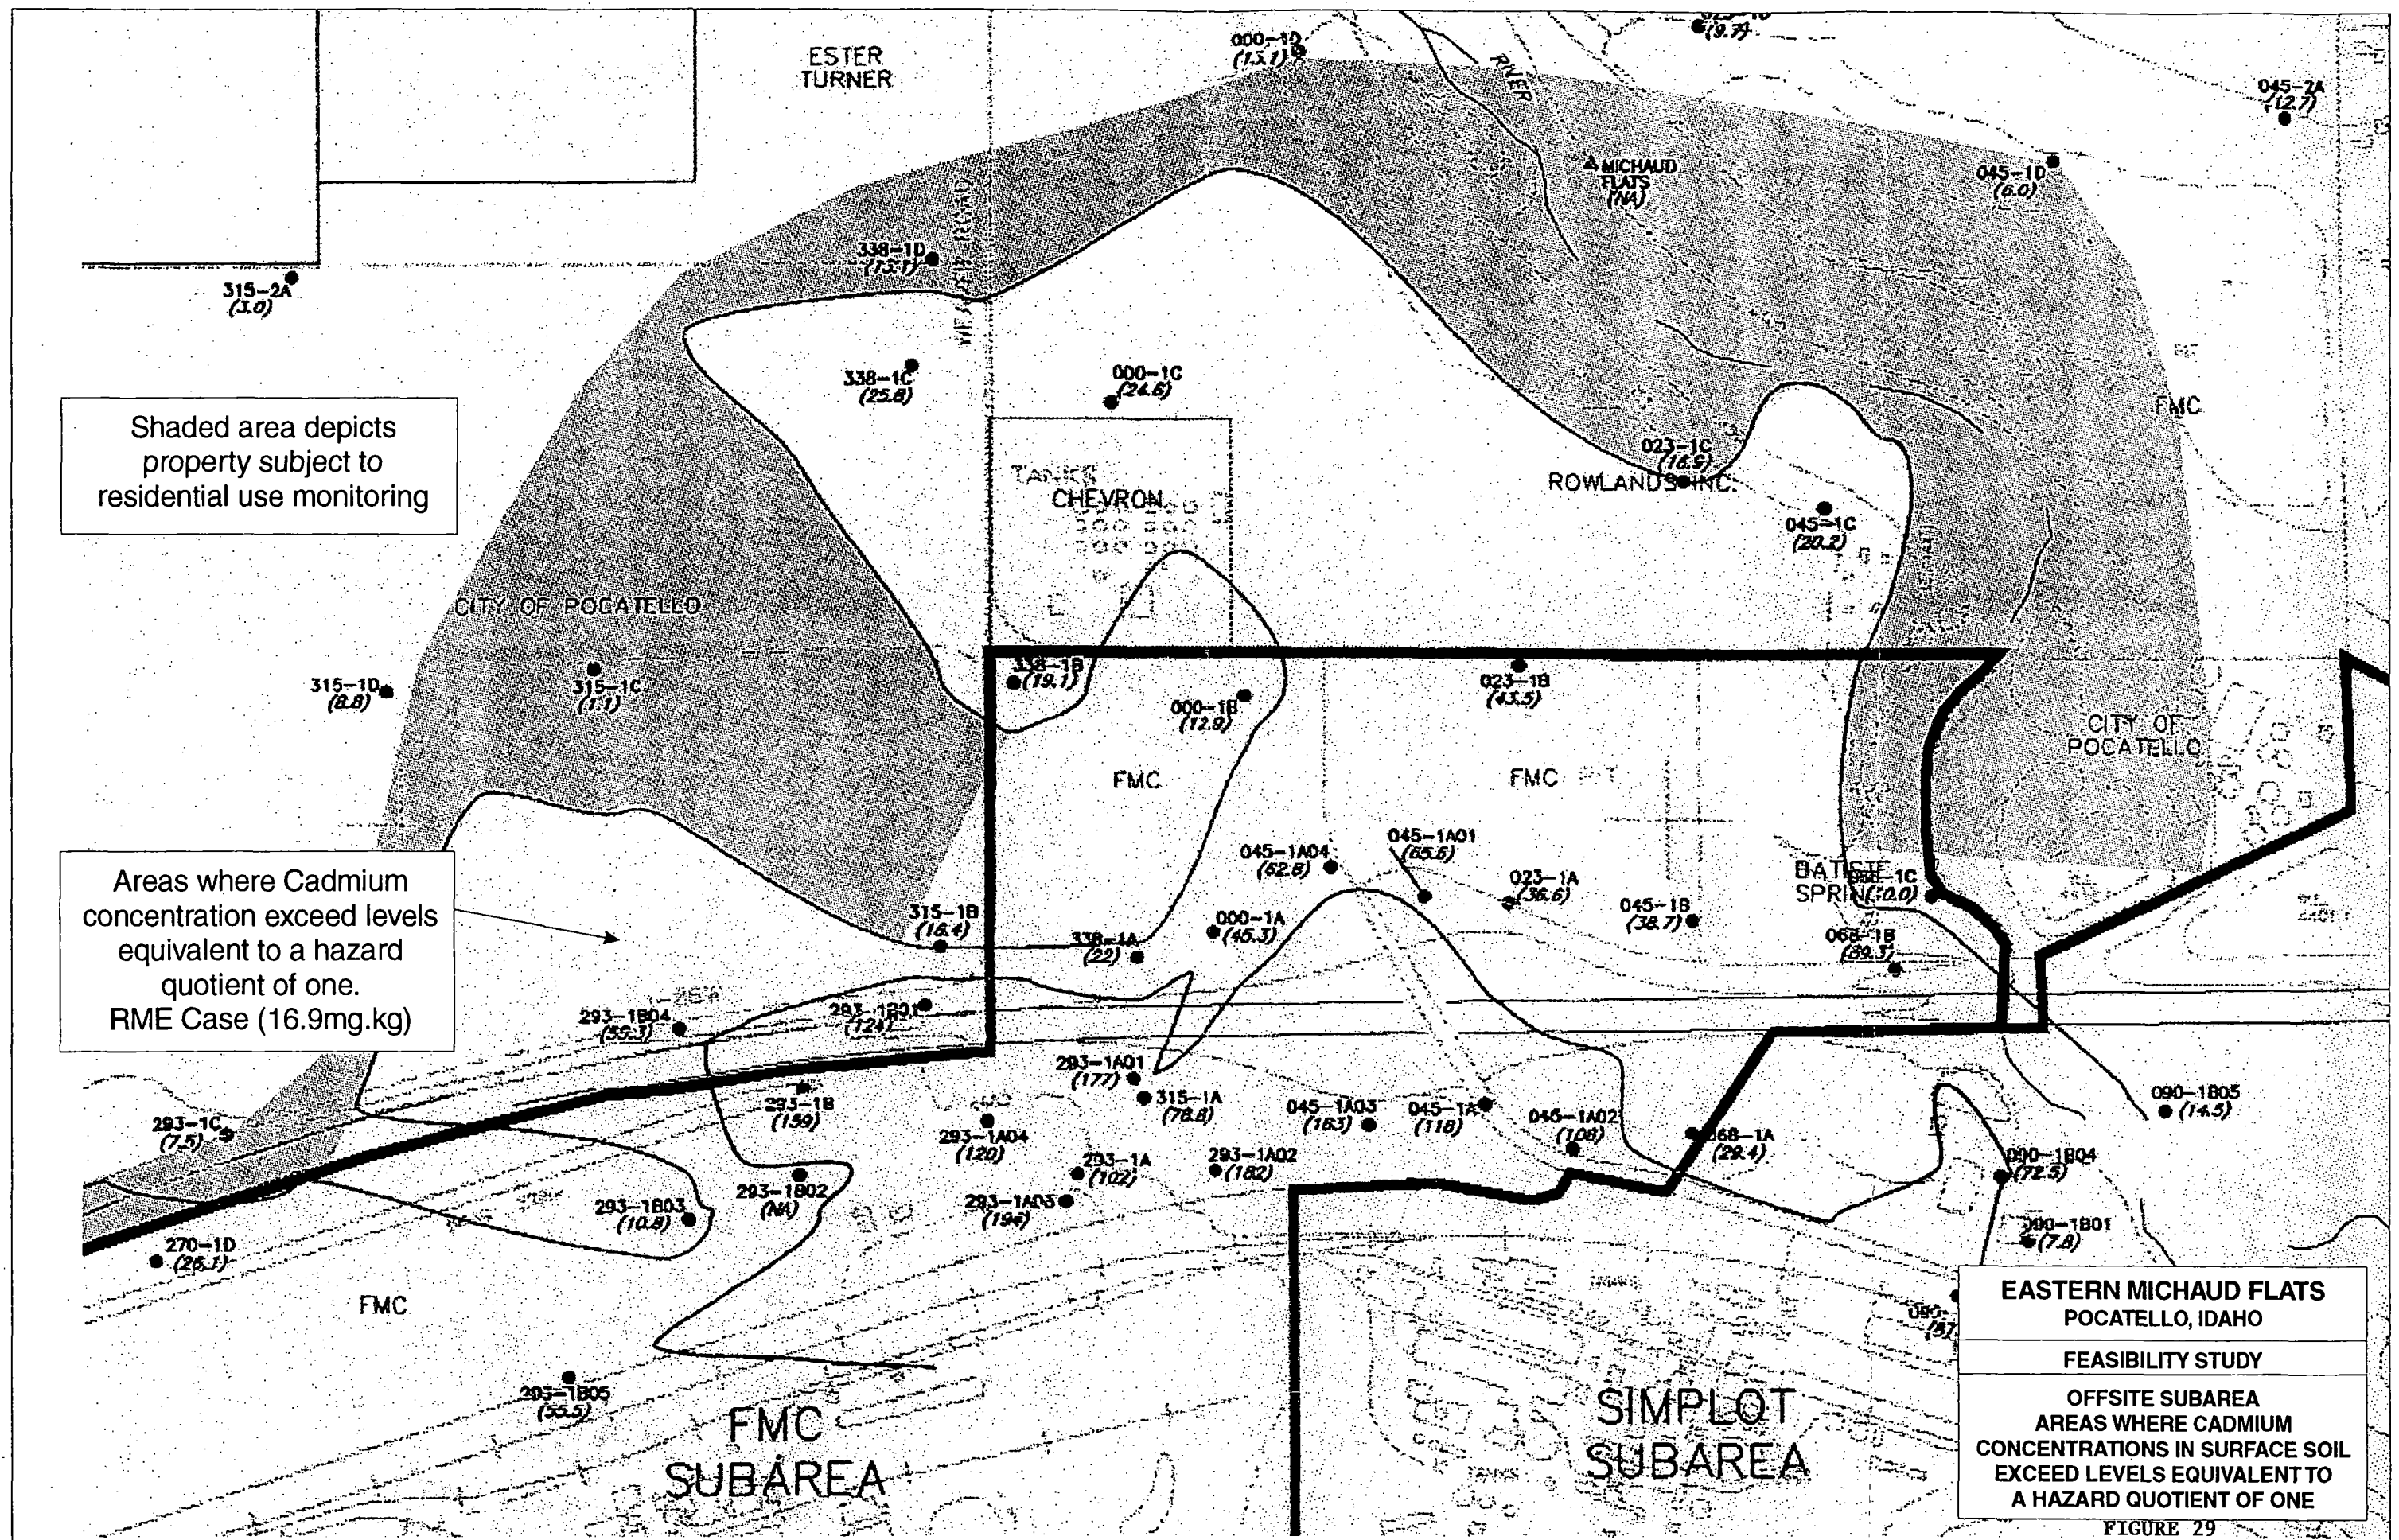 ESTER
TURNER
000-1D
(13.1)
RIVER
(9.7)
045-2A
(12.7)
MICHAUD
FLATS
(NA)
045-1D
(6.0)
338-1D
(13.1)
315-2A
(3.0)
338-1C
(25.8)
000-1C
(24.6)
FMC
Shaded area depicts
property subject to
residential use monitoring
TANKS
CHEVRON
023-1C
(16.9)
ROWLANDS INC.
045-1C
(20.2)
CITY OF POCATELLO
315-1D
(8.8)
315-1C
(1.1)
338-1B
(19.1)
000-1B
(12.9)
023-1B
(43.5)
CITY OF
POCATELLO
FMC
FMC
045-1A04
(62.8)
045-1A01
(65.6)
023-1A
(36.6)
045-1B
(38.7)
BATISTE
SPRING
068-1B
(89.3)
Areas where Cadmium
concentration exceed levels
equivalent to a hazard
quotient of one.
RME Case (16.9mg.kg)
315-1B
(16.4)
338-1A
(22)
000-1A
(45.3)
293-1B04
(55.3)
293-1B01
(124)
293-1A01
(177)
315-1A
(78.8)
293-1B
(159)
293-1A04
(120)
045-1A03
(163)
045-1A
(118)
045-1A02
(108)
068-1A
(29.4)
090-1B05
(14.5)
293-1C
(7.5)
293-1A
(102)
293-1A02
(182)
293-1A03
(194)
293-1B02
(NA)
293-1B03
(10.8)
090-1B04
(72.5)
090-1B01
(7.8)
270-1D
(26.1)
FMC
293-1B05
(55.5)
FMC
SUBAREA
SIMPLOT
SUBAREA
EASTERN MICHAUD FLATS
POCATELLO, IDAHO
FEASIBILITY STUDY
OFFSITE SUBAREA
AREAS WHERE CADMIUM
CONCENTRATIONS IN SURFACE SOIL
EXCEED LEVELS EQUIVALENT TO
A HAZARD QUOTIENT OF ONE
FIGURE 29